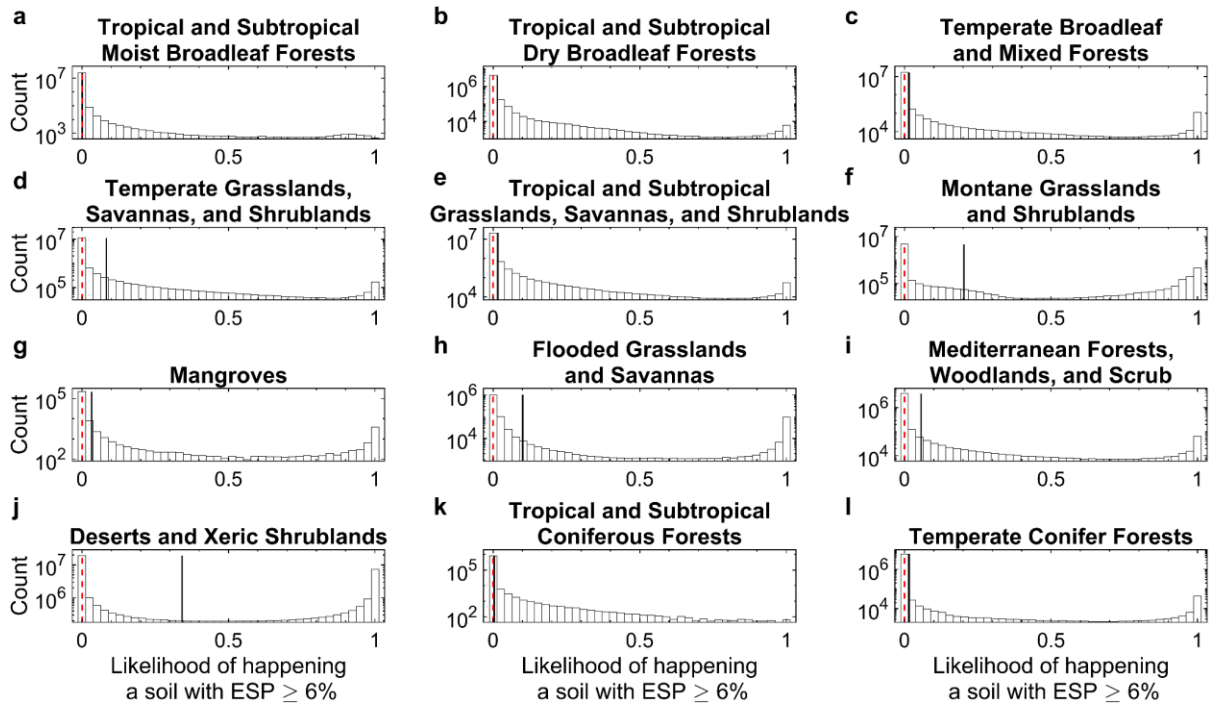 a
Tropical and Subtropical
Moist Broadleaf Forests
Count
10^7
10^3
0
0.5
1
b
Tropical and Subtropical
Dry Broadleaf Forests
10^6
10^4
0
0.5
1
c
Temperate Broadleaf
and Mixed Forests
10^7
10^4
0
0.5
1
d
Temperate Grasslands,
Savannas, and Shrublands
Count
10^7
10^5
0
0.5
1
e
Tropical and Subtropical
Grasslands, Savannas, and Shrublands
10^7
10^4
0
0.5
1
f
Montane Grasslands
and Shrublands
10^7
10^5
0
0.5
1
g
Mangroves
Count
10^5
10^2
0
0.5
1
h
Flooded Grasslands
and Savannas
10^6
10^4
0
0.5
1
i
Mediterranean Forests,
Woodlands, and Scrub
10^6
10^4
0
0.5
1
j
Deserts and Xeric Shrublands
Count
10^7
10^6
0
0.5
1
Likelihood of happening
a soil with ESP ≥ 6%
k
Tropical and Subtropical
Coniferous Forests
10^5
10^2
0
0.5
1
Likelihood of happening
a soil with ESP ≥ 6%
l
Temperate Conifer Forests
10^6
10^4
0
0.5
1
Likelihood of happening
a soil with ESP ≥ 6%